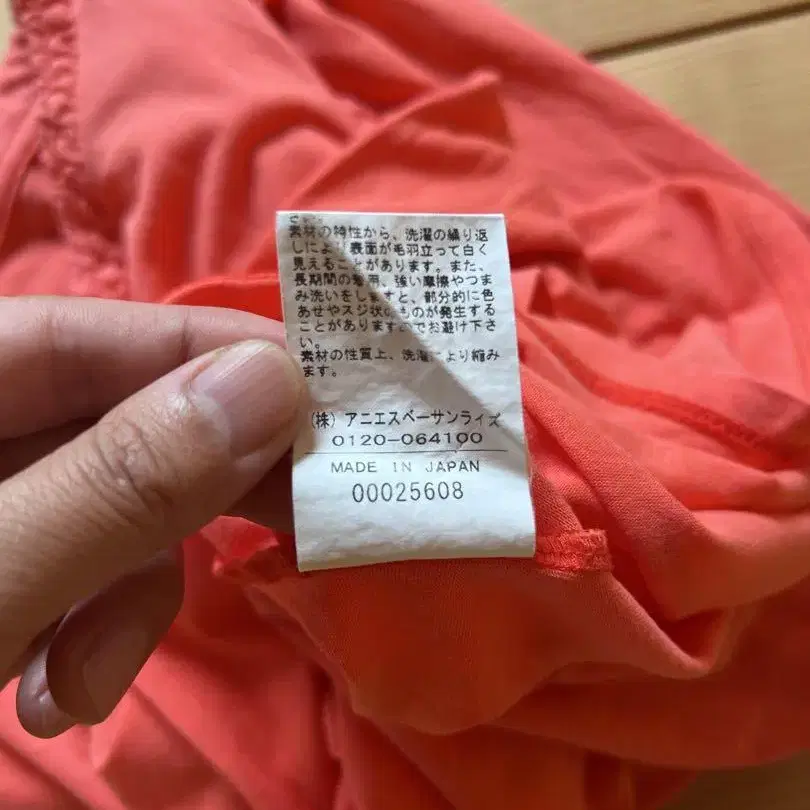 素材の特性から、洗濯の繰り返
しにより表面が毛羽立って白く
見えることがあります。また、
長期間の着用、強い摩擦やつま
み洗いをしますと、部分的に色
あせやスジ状のものが発生する
ことがありますのでお避け下さ
い。
素材の性質上、洗濯により縮み
ます。
(株)アニエスベーサンライズ
0120-064100
MADE IN JAPAN
00025608